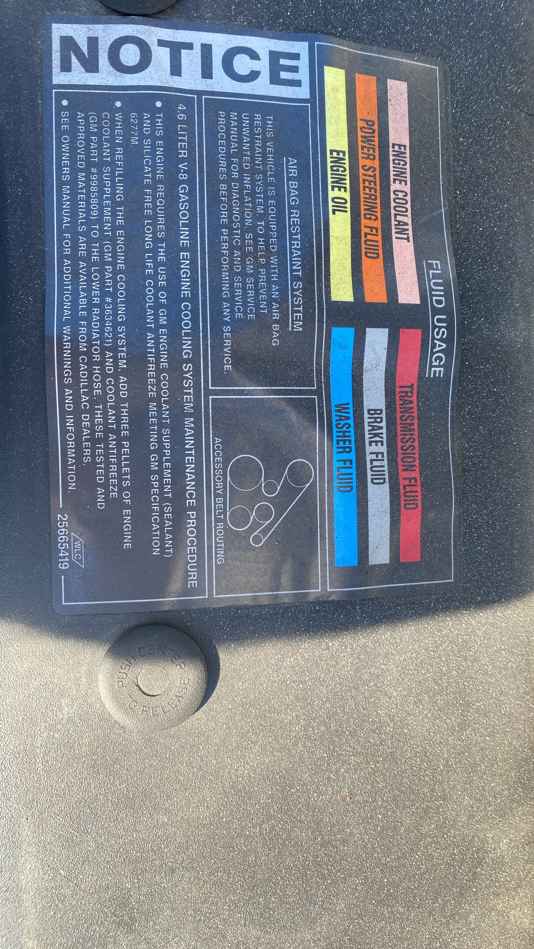 NOTICE
FLUID USAGE
ENGINE COOLANT
POWER STEERING FLUID
ENGINE OIL
TRANSMISSION FLUID
BRAKE FLUID
WASHER FLUID
AIR BAG RESTRAINT SYSTEM
THIS VEHICLE IS EQUIPPED WITH AN AIR BAG
RESTRAINT SYSTEM. TO HELP PREVENT
UNWANTED INFLATION, SEE GM SERVICE
MANUAL FOR DIAGNOSTIC AND SERVICE
PROCEDURES BEFORE PERFORMING ANY SERVICE.
ACCESSORY BELT ROUTING
4.6 LITER V8 GASOLINE ENGINE COOLING SYSTEM MAINTENANCE PROCEDURE
• THIS ENGINE REQUIRES THE USE OF GM ENGINE COOLANT SUPPLEMENT (SEALANT)
AND SILICATE FREE LONG LIFE COOLANT ANTIFREEZE MEETING GM SPECIFICATION
6277M.
• WHEN REFILLING THE ENGINE COOLING SYSTEM, ADD THREE PELLETS OF ENGINE
COOLANT SUPPLEMENT (GM PART #3634621) AND COOLANT ANTIFREEZE
(GM PART #9985809) TO THE LOWER RADIATOR HOSE. THESE TESTED AND
APPROVED MATERIALS ARE AVAILABLE FROM CADILLAC DEALERS.
• SEE OWNERS MANUAL FOR ADDITIONAL WARNINGS AND INFORMATION.
WLC
25665419